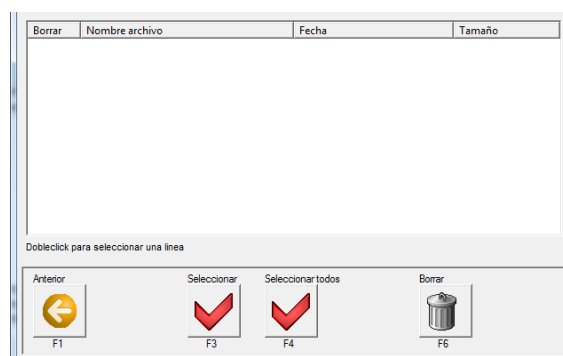 Borrar Nombre archivo Fecha Tamaño
Dobleclick para seleccionar una linea
Anterior Seleccionar Seleccionar todos Borrar
F1 F3 F4 F6